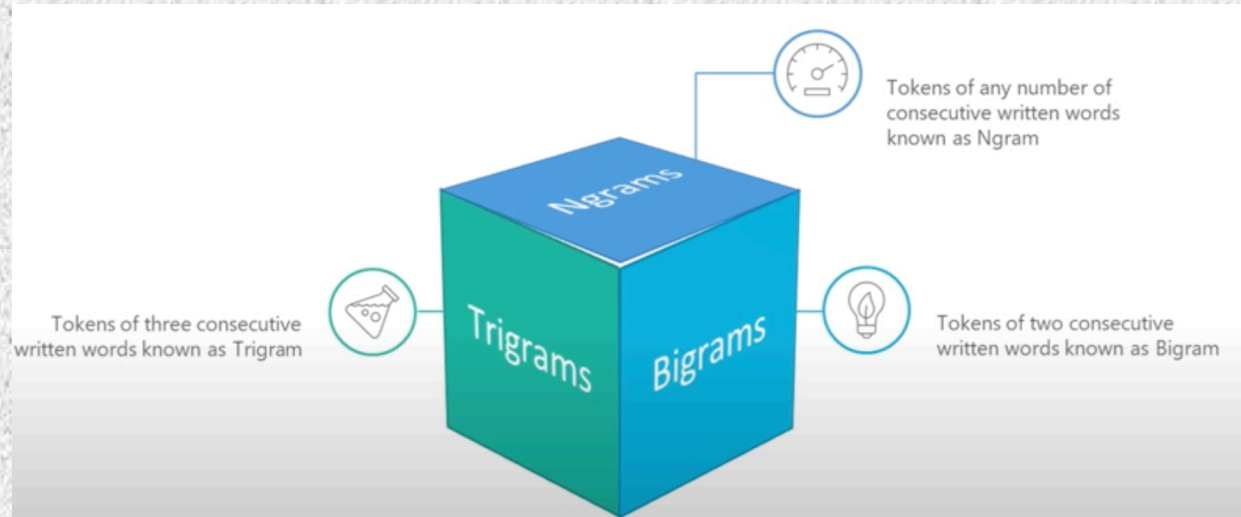 Tokens of any number of
consecutive written words
known as Ngram
Ngrams
Trigrams
Bigrams
Tokens of three consecutive
written words known as Trigram
Tokens of two consecutive
written words known as Bigram